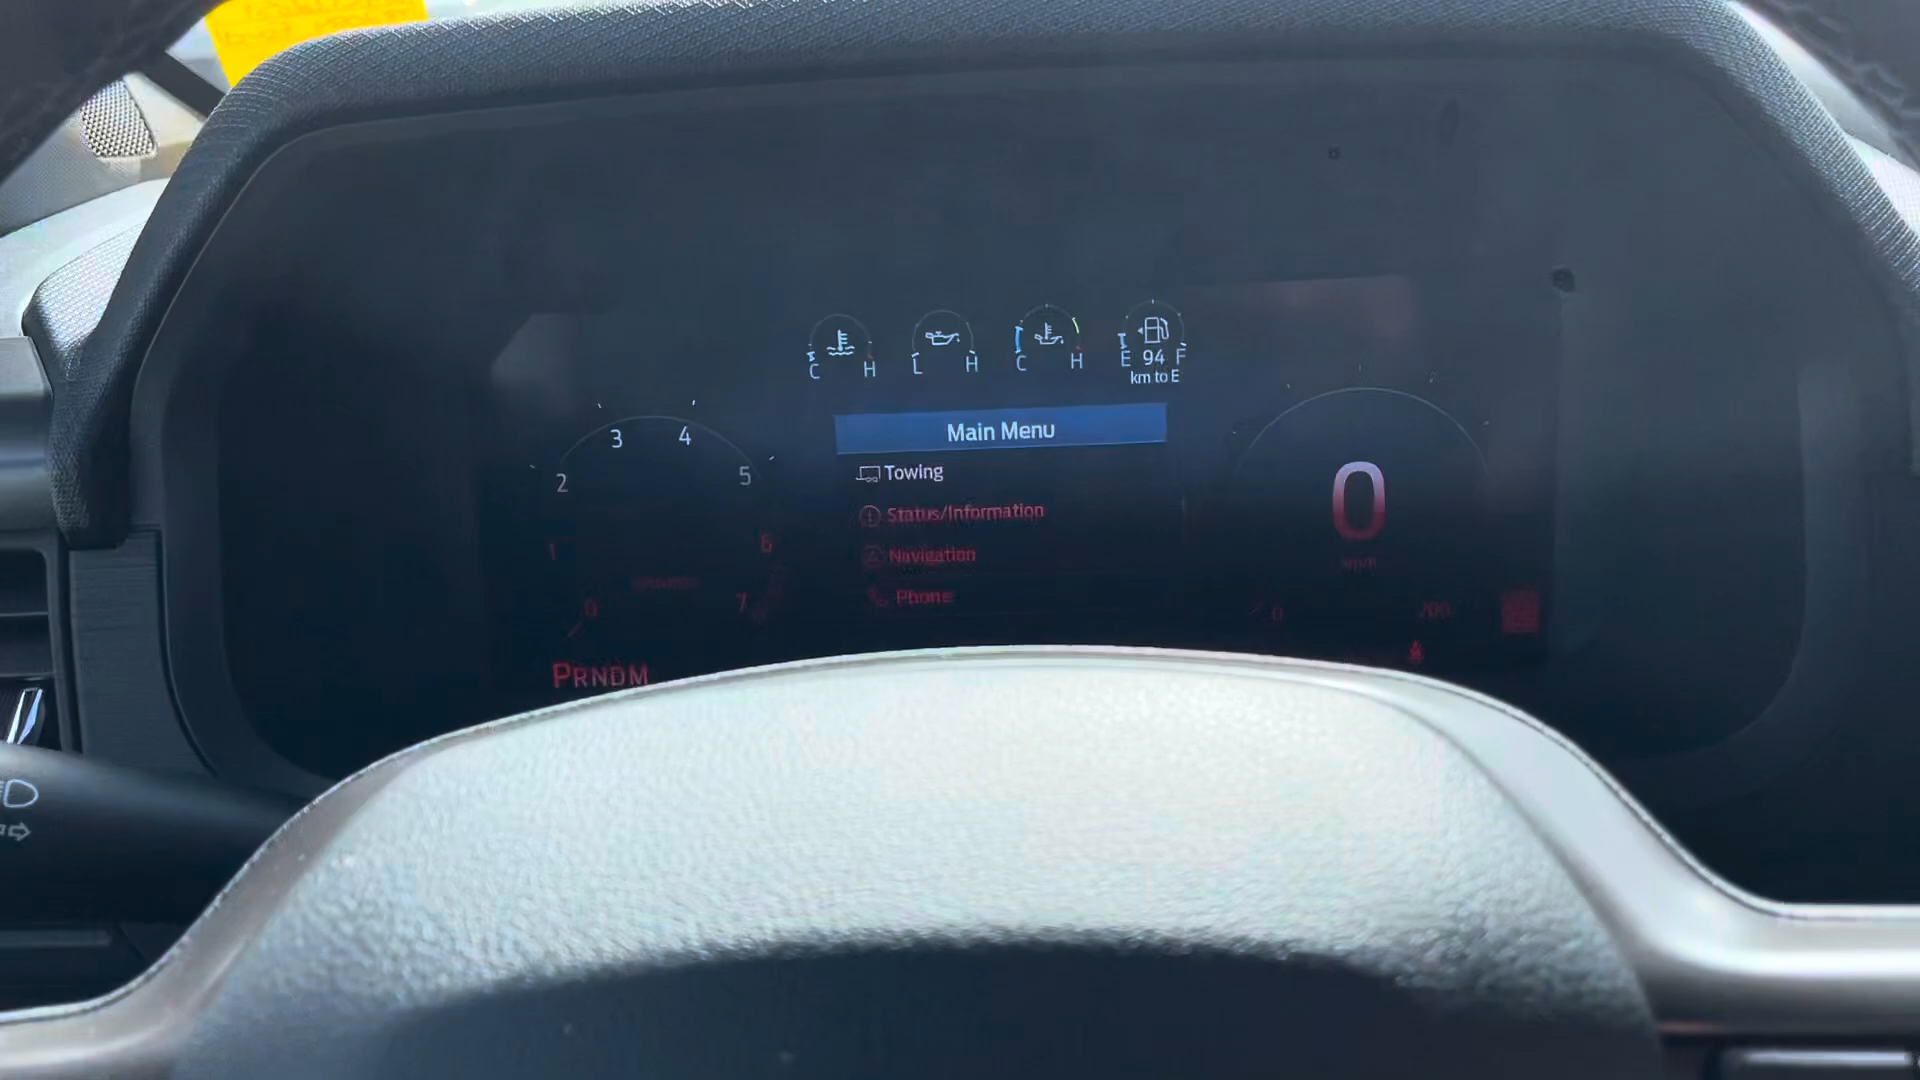 C H
L H
C H
E 94 F
km to E
Main Menu
Towing
Status/Information
Navigation
Phone
0
1
2
3
4
5
6
7
PRNDM
0
0
200